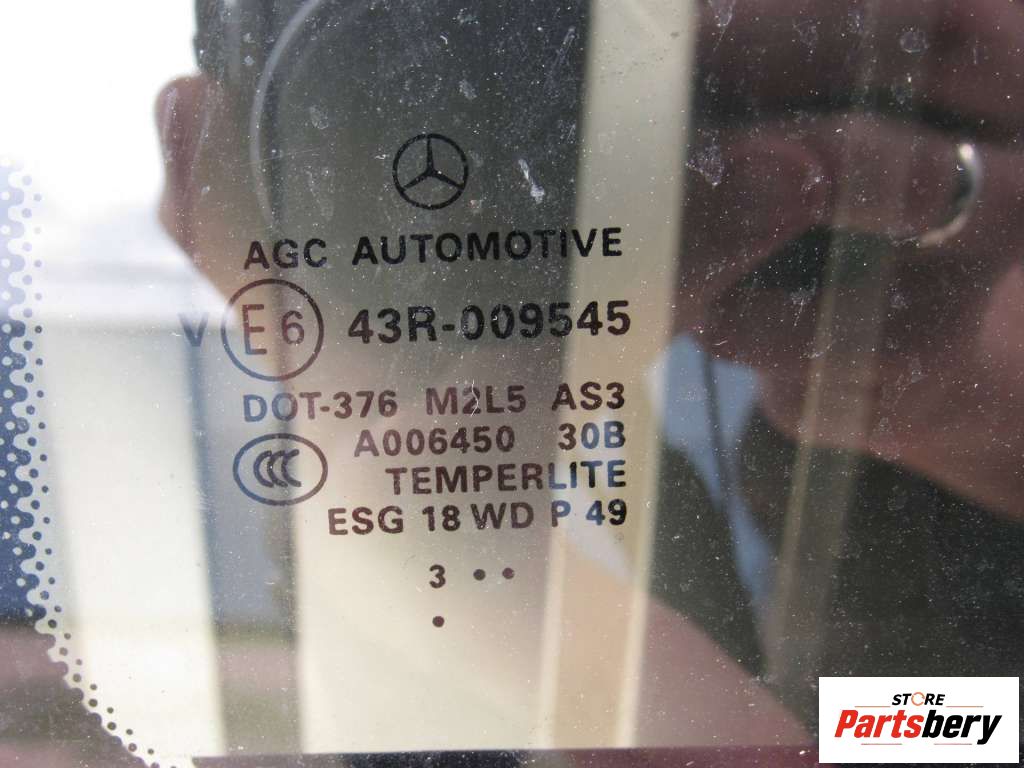 AGC AUTOMOTIVE
V E6 43R-009545
DOT-376 M2L5 AS3
A006450 30B
CCC
TEMPERLITE
ESG 18 WD P 49
3 ••
•
STORE
Partsbery